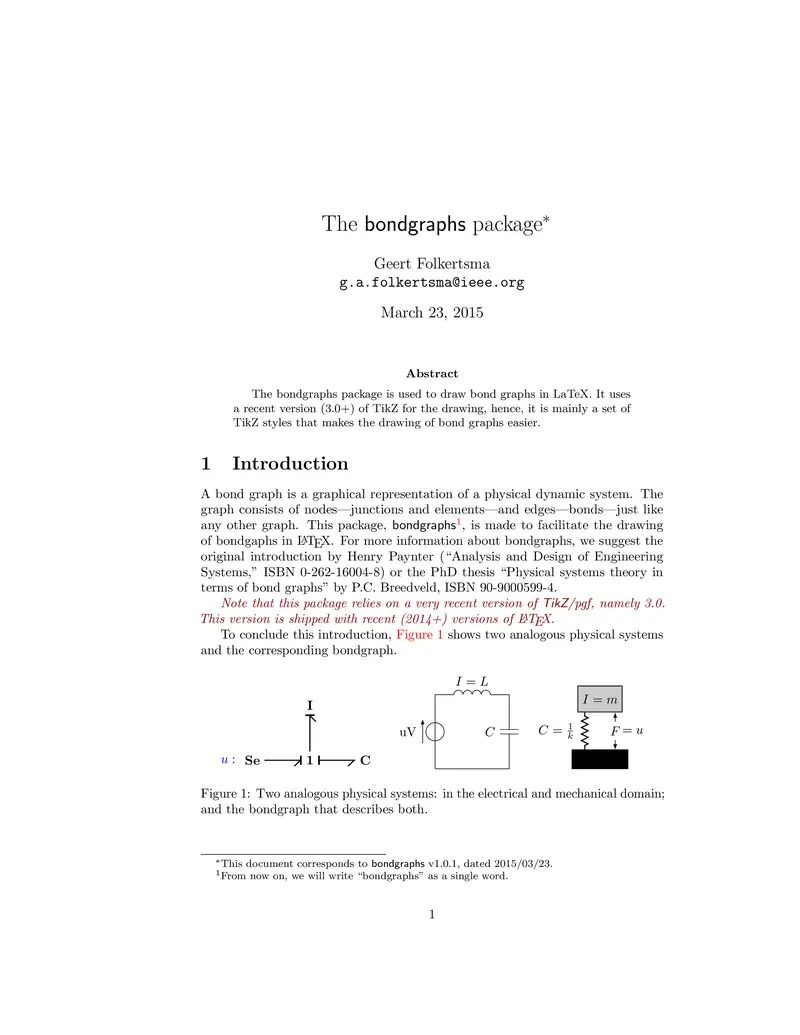 The bondgraphs package*
Geert Folkertsma
g.a.folkertsma@ieee.org
March 23, 2015
Abstract
The bondgraphs package is used to draw bond graphs in LaTeX. It uses
a recent version (3.0+) of TikZ for the drawing, hence, it is mainly a set of
TikZ styles that makes the drawing of bond graphs easier.
1 Introduction
A bond graph is a graphical representation of a physical dynamic system. The
graph consists of nodes—junctions and elements—and edges—bonds—just like
any other graph. This package, bondgraphs1, is made to facilitate the drawing
of bondgaphs in LATEX. For more information about bondgraphs, we suggest the
original introduction by Henry Paynter (“Analysis and Design of Engineering
Systems,” ISBN 0-262-16004-8) or the PhD thesis “Physical systems theory in
terms of bond graphs” by P.C. Breedveld, ISBN 90-9000599-4.
Note that this package relies on a very recent version of TikZ/pgf, namely 3.0.
This version is shipped with recent (2014+) versions of LATEX.
To conclude this introduction, Figure 1 shows two analogous physical systems
and the corresponding bondgraph.
I
u : Se 1 C
I = L
uV C
I = m
C = 1/k F = u
Figure 1: Two analogous physical systems: in the electrical and mechanical domain;
and the bondgraph that describes both.
*This document corresponds to bondgraphs v1.0.1, dated 2015/03/23.
1From now on, we will write “bondgraphs” as a single word.
1